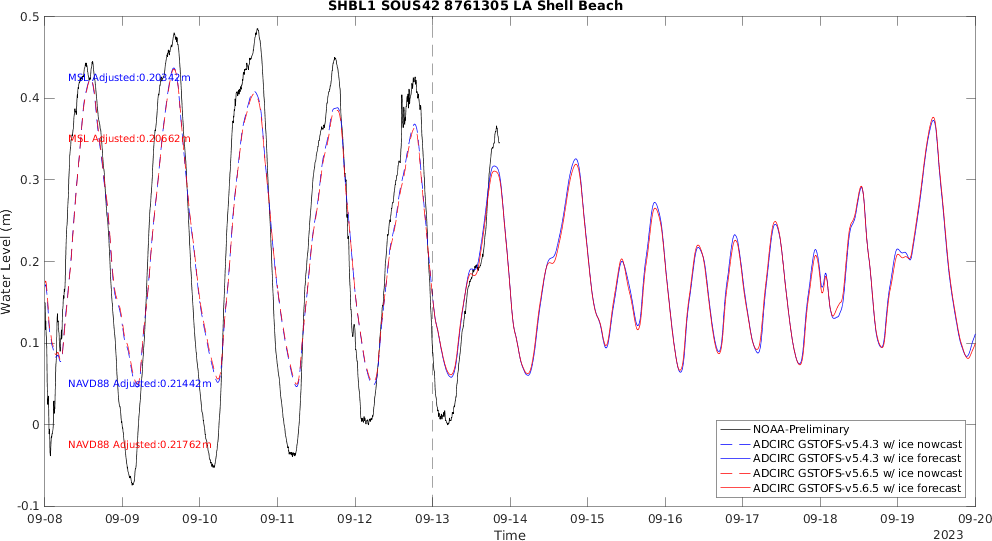 SHBL1 SOUS42 8761305 LA Shell Beach
Water Level (m)
0.5
0.4
0.3
0.2
0.1
0
-0.1
MSL Adjusted:0.20342m
MSL Adjusted:0.20662m
NAVD88 Adjusted:0.21442m
NAVD88 Adjusted:0.21762m
NOAA-Preliminary
ADCIRC GSTOFS-v5.4.3 w/ ice nowcast
ADCIRC GSTOFS-v5.4.3 w/ ice forecast
ADCIRC GSTOFS-v5.6.5 w/ ice nowcast
ADCIRC GSTOFS-v5.6.5 w/ ice forecast
09-08 09-09 09-10 09-11 09-12 09-13 09-14 09-15 09-16 09-17 09-18 09-19 09-20
Time
2023